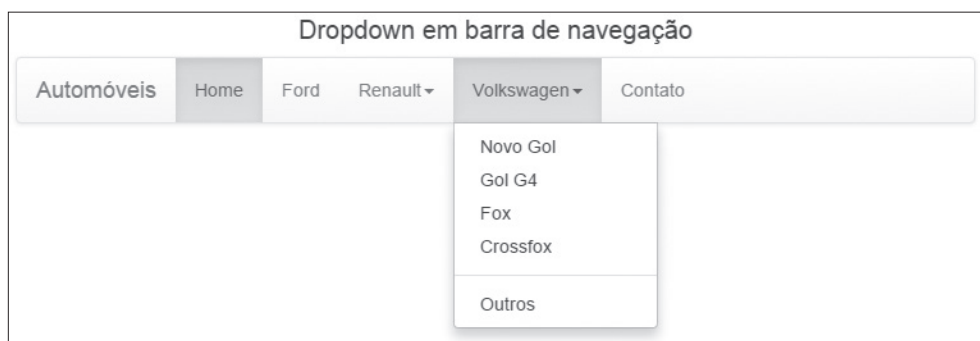 Dropdown em barra de navegação
Automóveis Home Ford Renault Volkswagen Contato
Novo Gol
Gol G4
Fox
Crossfox
Outros